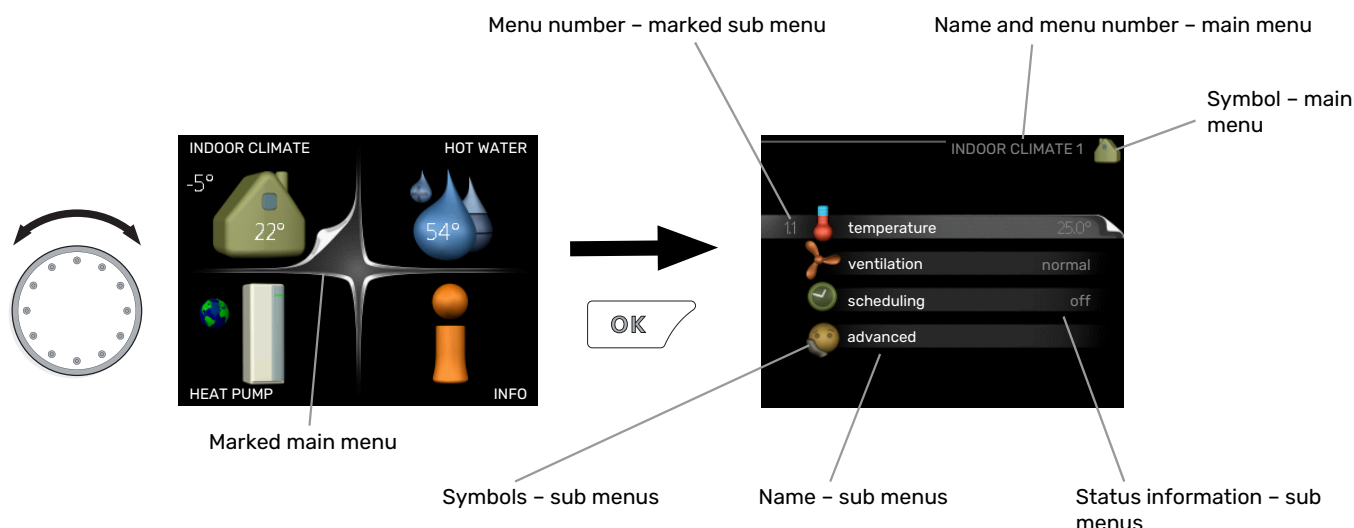 Menu number – marked sub menu
Name and menu number – main menu
Symbol – main
menu
INDOOR CLIMATE
HOT WATER
-5°
22°
54°
HEAT PUMP
INFO
Marked main menu
OK
INDOOR CLIMATE 1
1.1 temperature 25.0°
ventilation normal
scheduling off
advanced
Symbols – sub menus
Name – sub menus
Status information – sub
menus